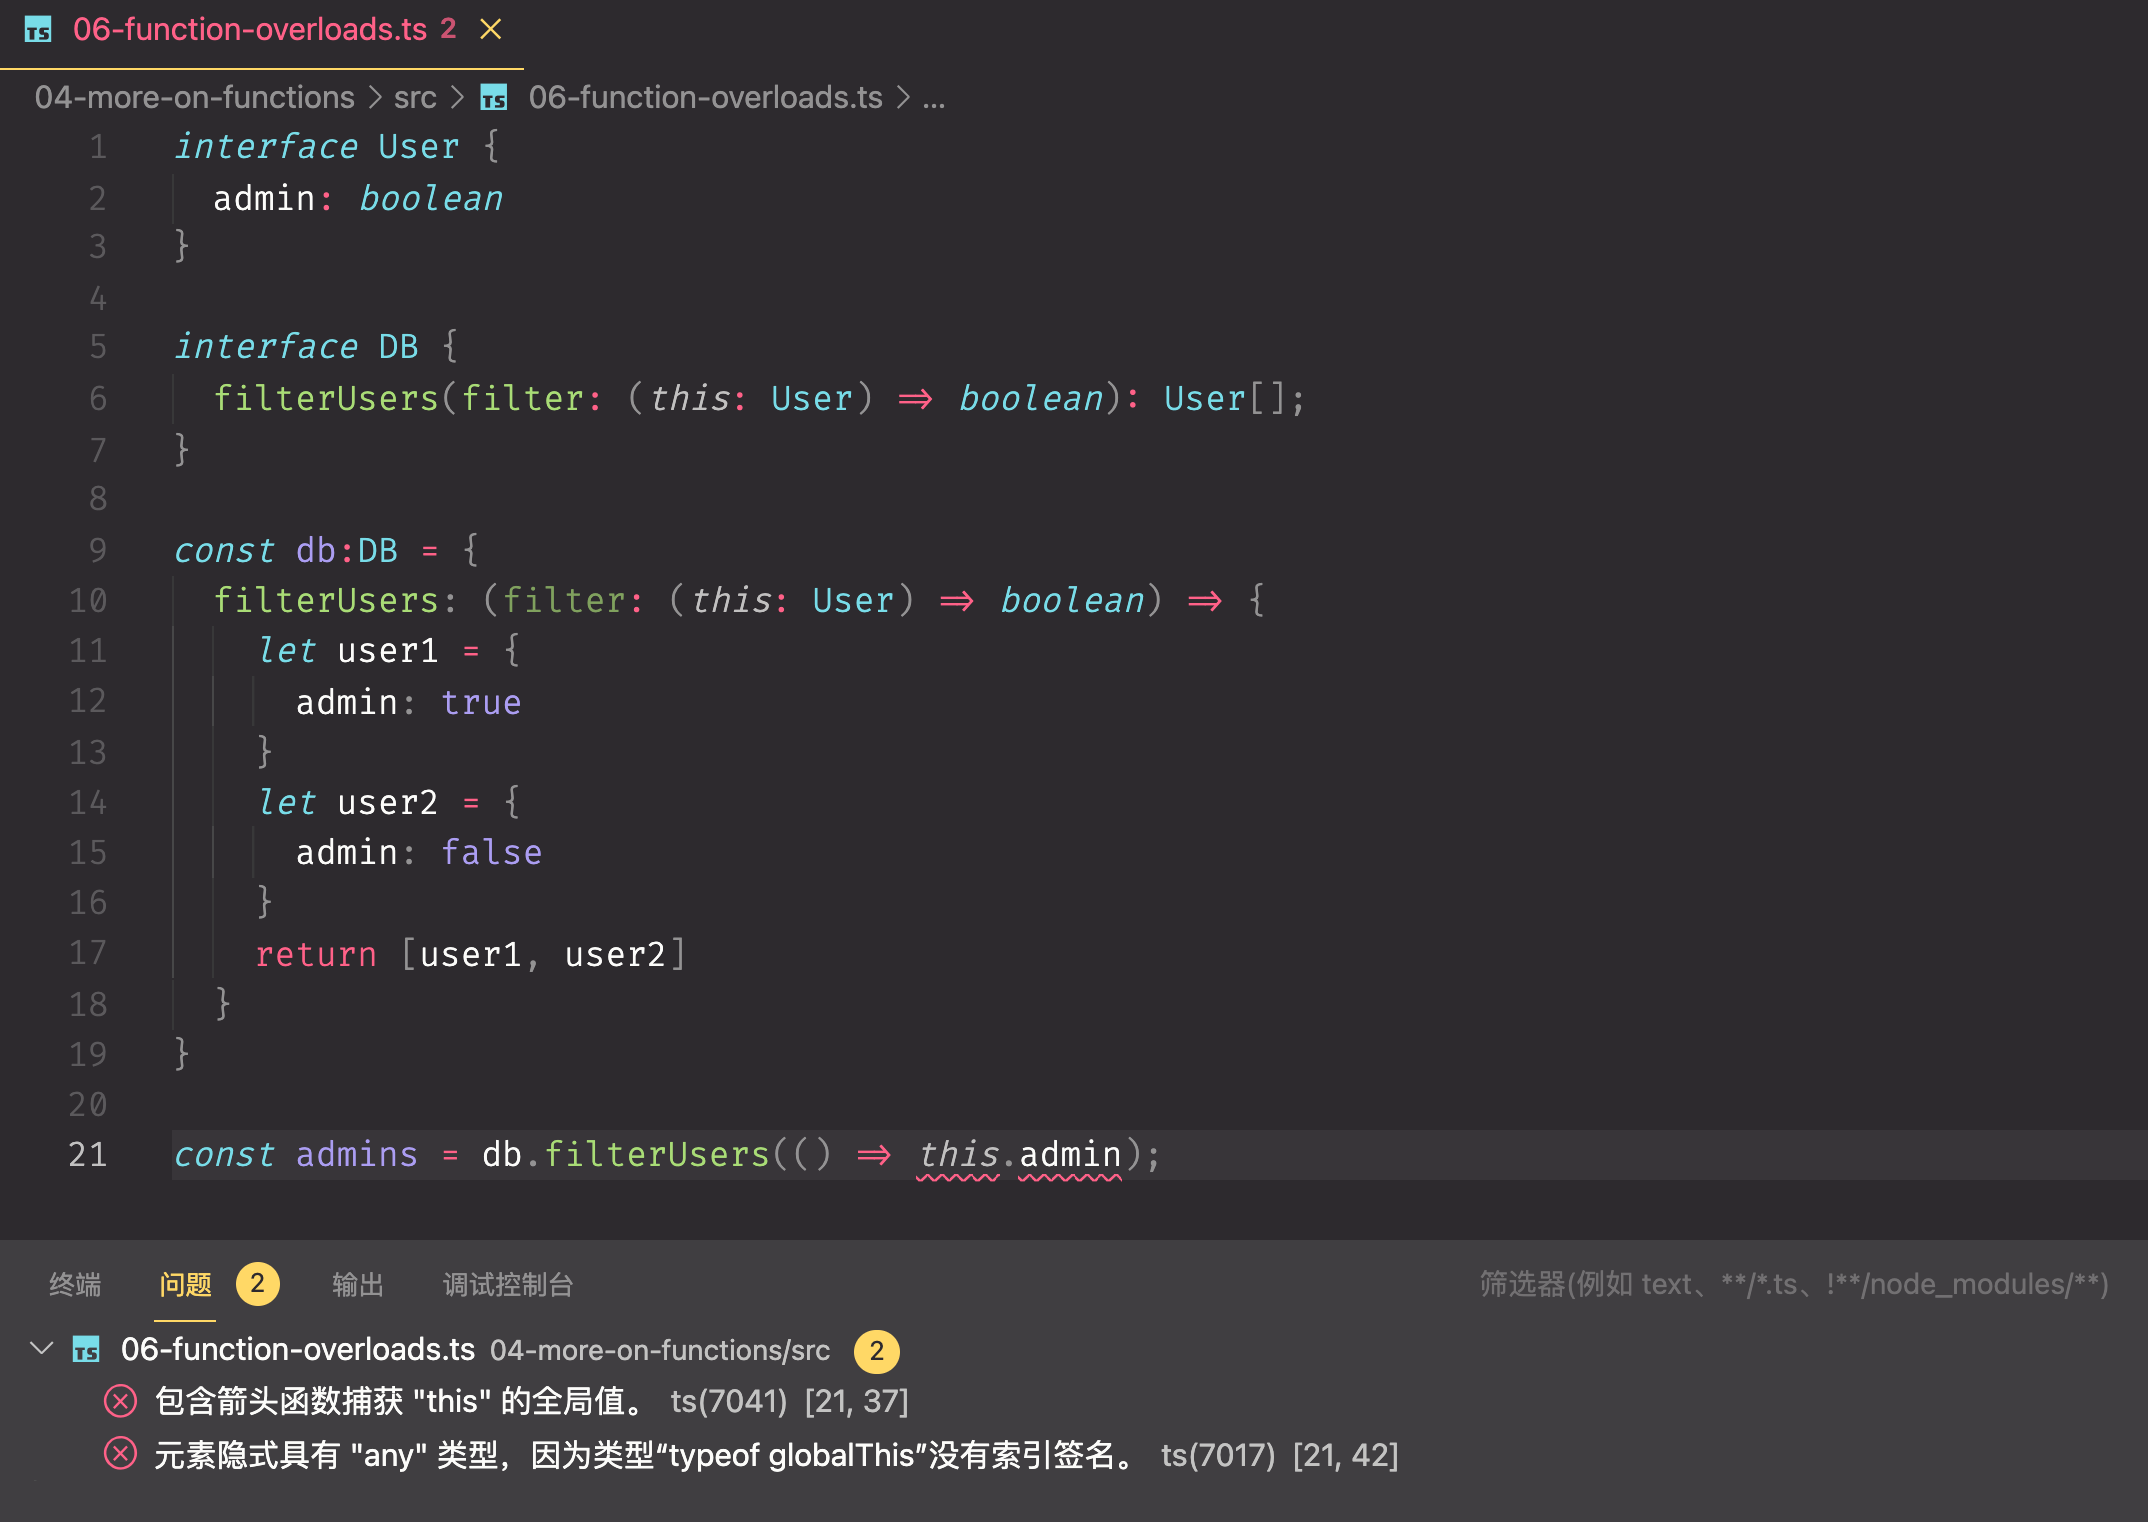 TS 06-function-overloads.ts 2
04-more-on-functions > src > TS 06-function-overloads.ts > ...
1 interface User {
2 admin: boolean
3 }
4
5 interface DB {
6 filterUsers(filter: (this: User) => boolean): User[];
7 }
8
9 const db:DB = {
10 filterUsers: (filter: (this: User) => boolean) => {
11 let user1 = {
12 admin: true
13 }
14 let user2 = {
15 admin: false
16 }
17 return [user1, user2]
18 }
19 }
20
21 const admins = db.filterUsers(() => this.admin);
终端 问题 2 输出 调试控制台 筛选器(例如 text、**/*.ts、!**/node_modules/**)
TS 06-function-overloads.ts 04-more-on-functions/src 2
包含箭头函数捕获 "this" 的全局值。 ts(7041) [21, 37]
元素隐式具有 "any" 类型，因为类型“typeof globalThis”没有索引签名。 ts(7017) [21, 42]